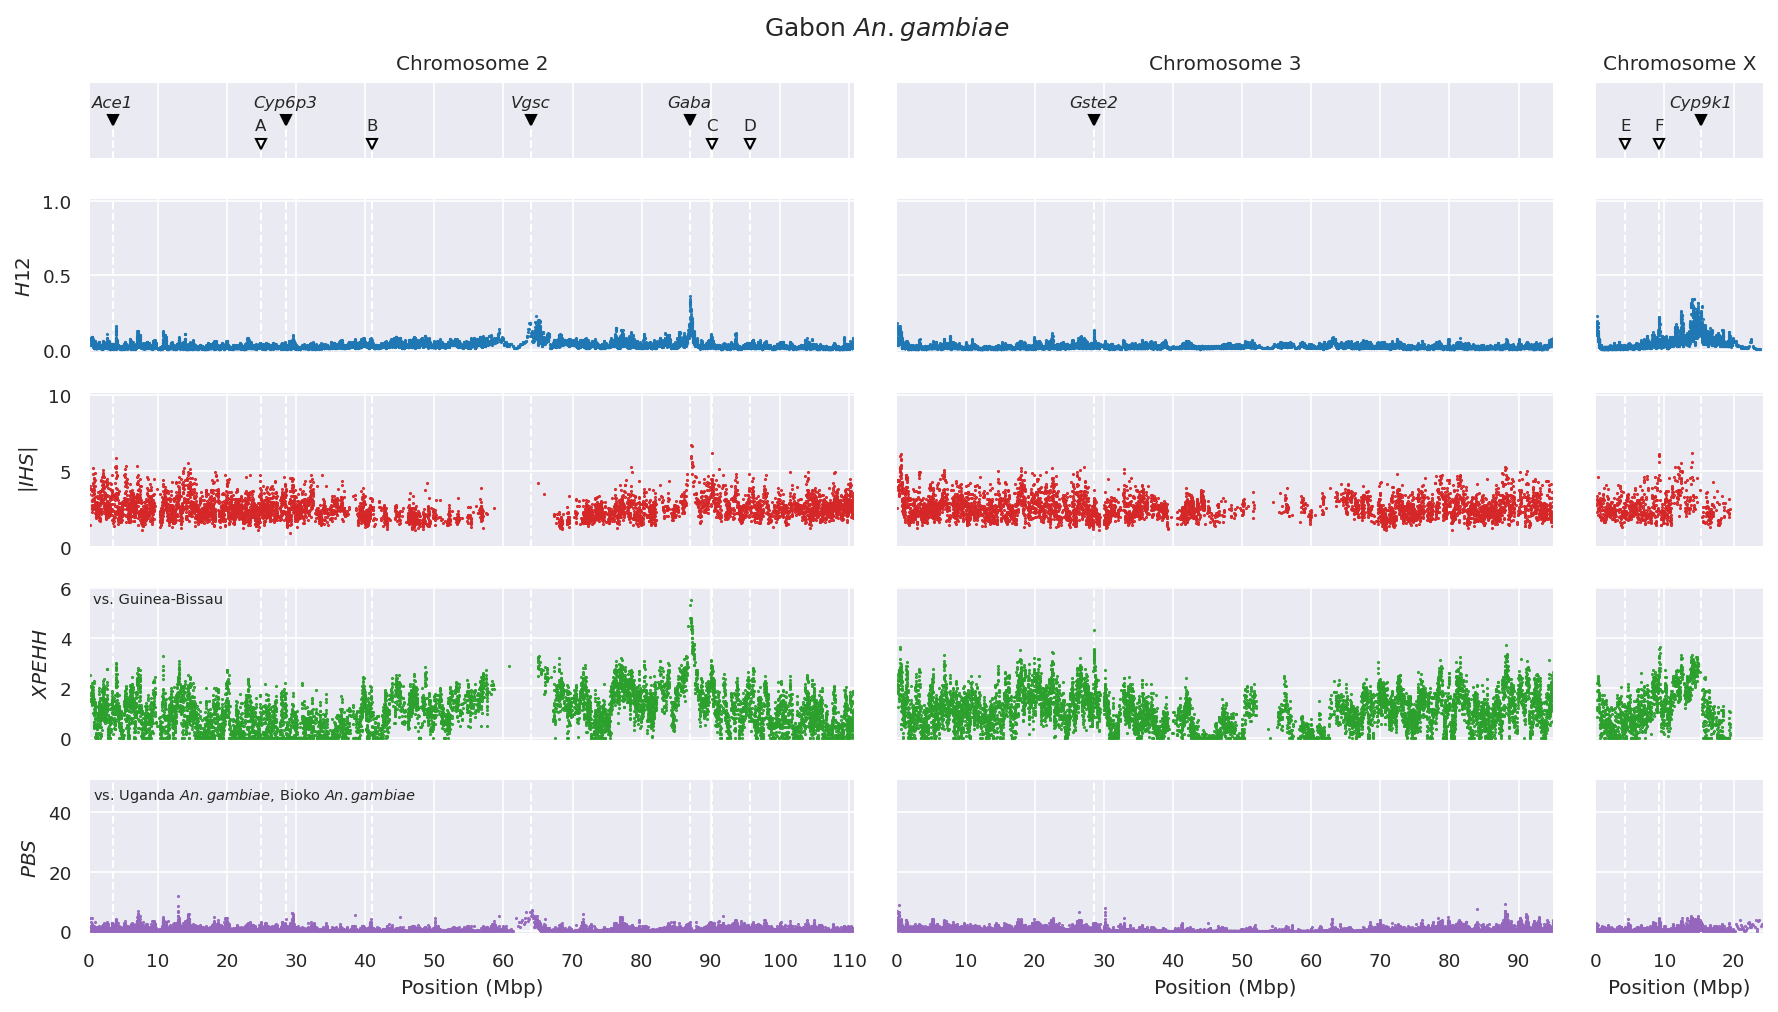 Gabon An. gambiae
Chromosome 2 Chromosome 3 Chromosome X
Ace1 Cyp6p3 Vgsc Gaba Gste2 Cyp9k1
A B C D E F
H12
1.0
0.5
0.0
|IHS|
10
5
0
XPEHH
vs. Guinea-Bissau
6
4
2
0
PBS
vs. Uganda An. gambiae, Bioko An. gambiae
40
20
0
0 10 20 30 40 50 60 70 80 90 100 110 0 10 20 30 40 50 60 70 80 90 0 10 20
Position (Mbp) Position (Mbp) Position (Mbp)